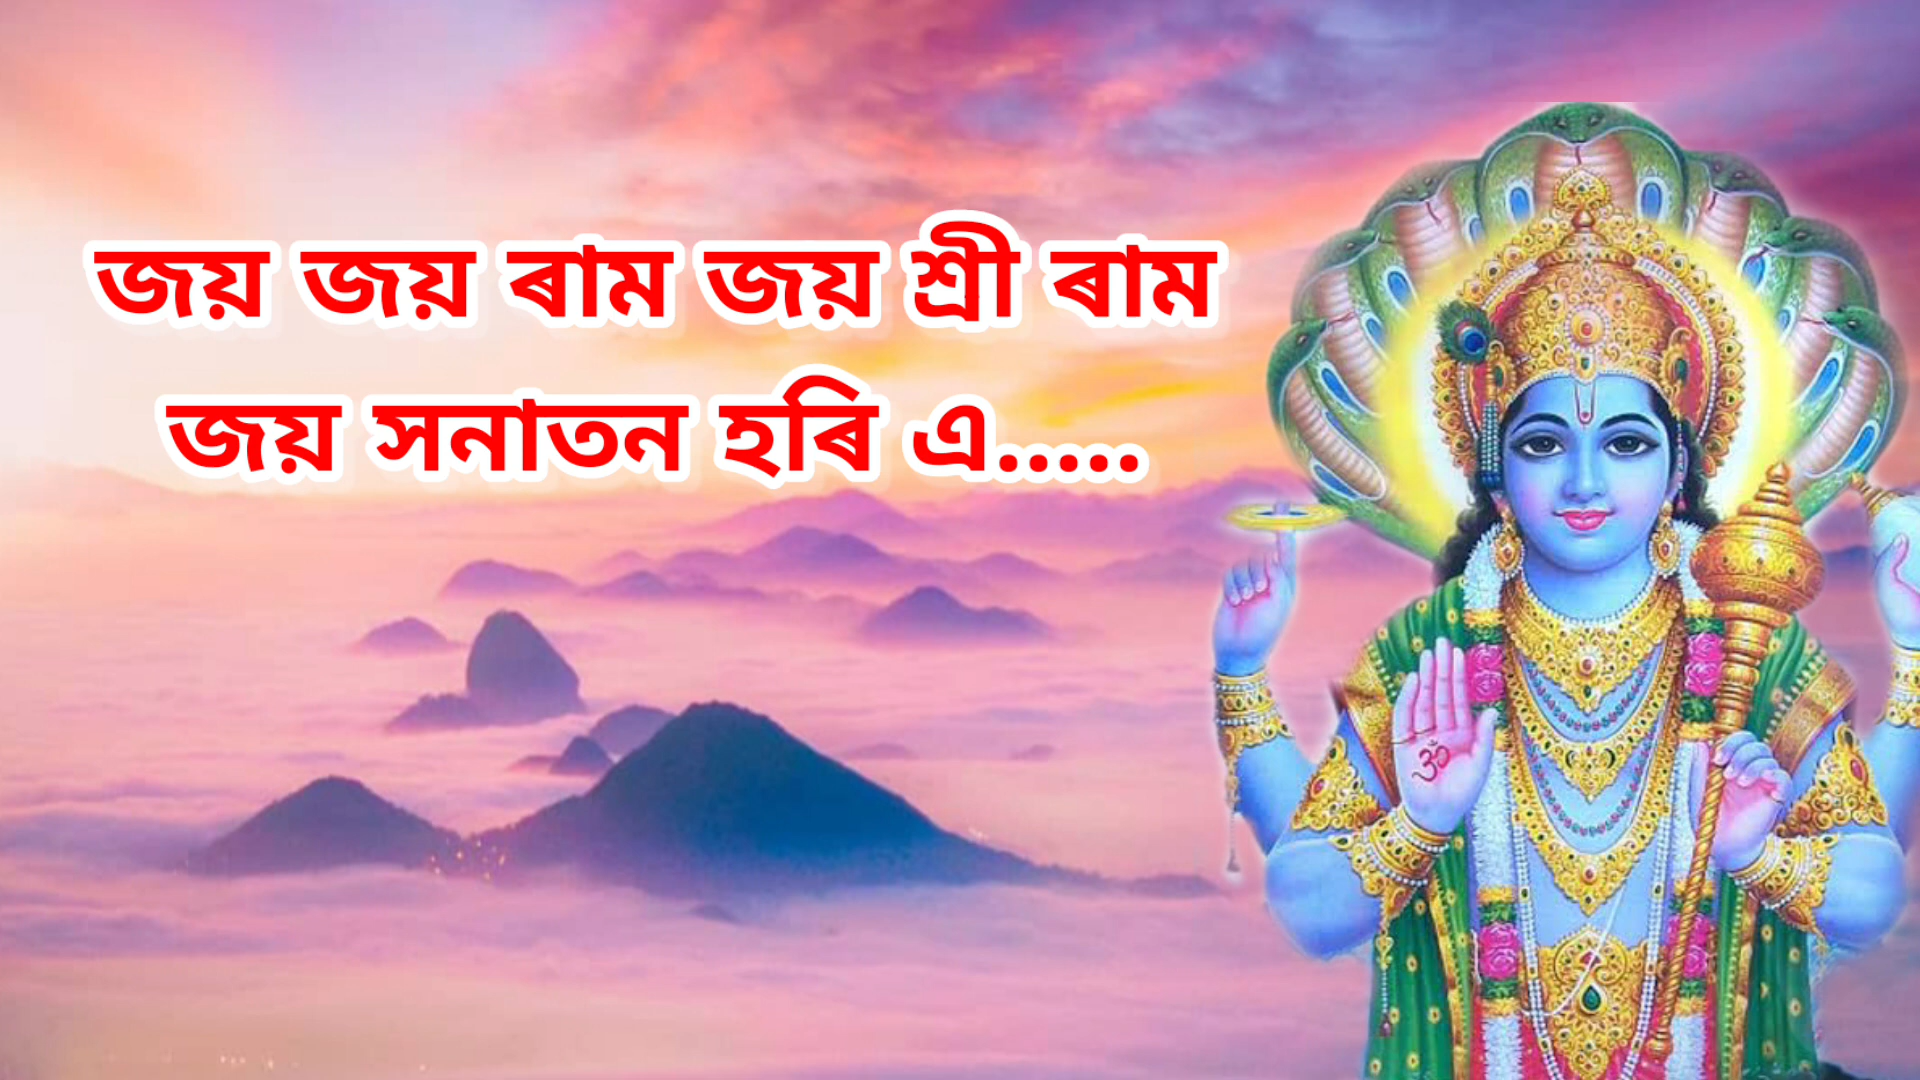 জয় জয় ৰাম জয় শ্ৰী ৰাম
জয় সনাতন হৰি এ.....
ॐ